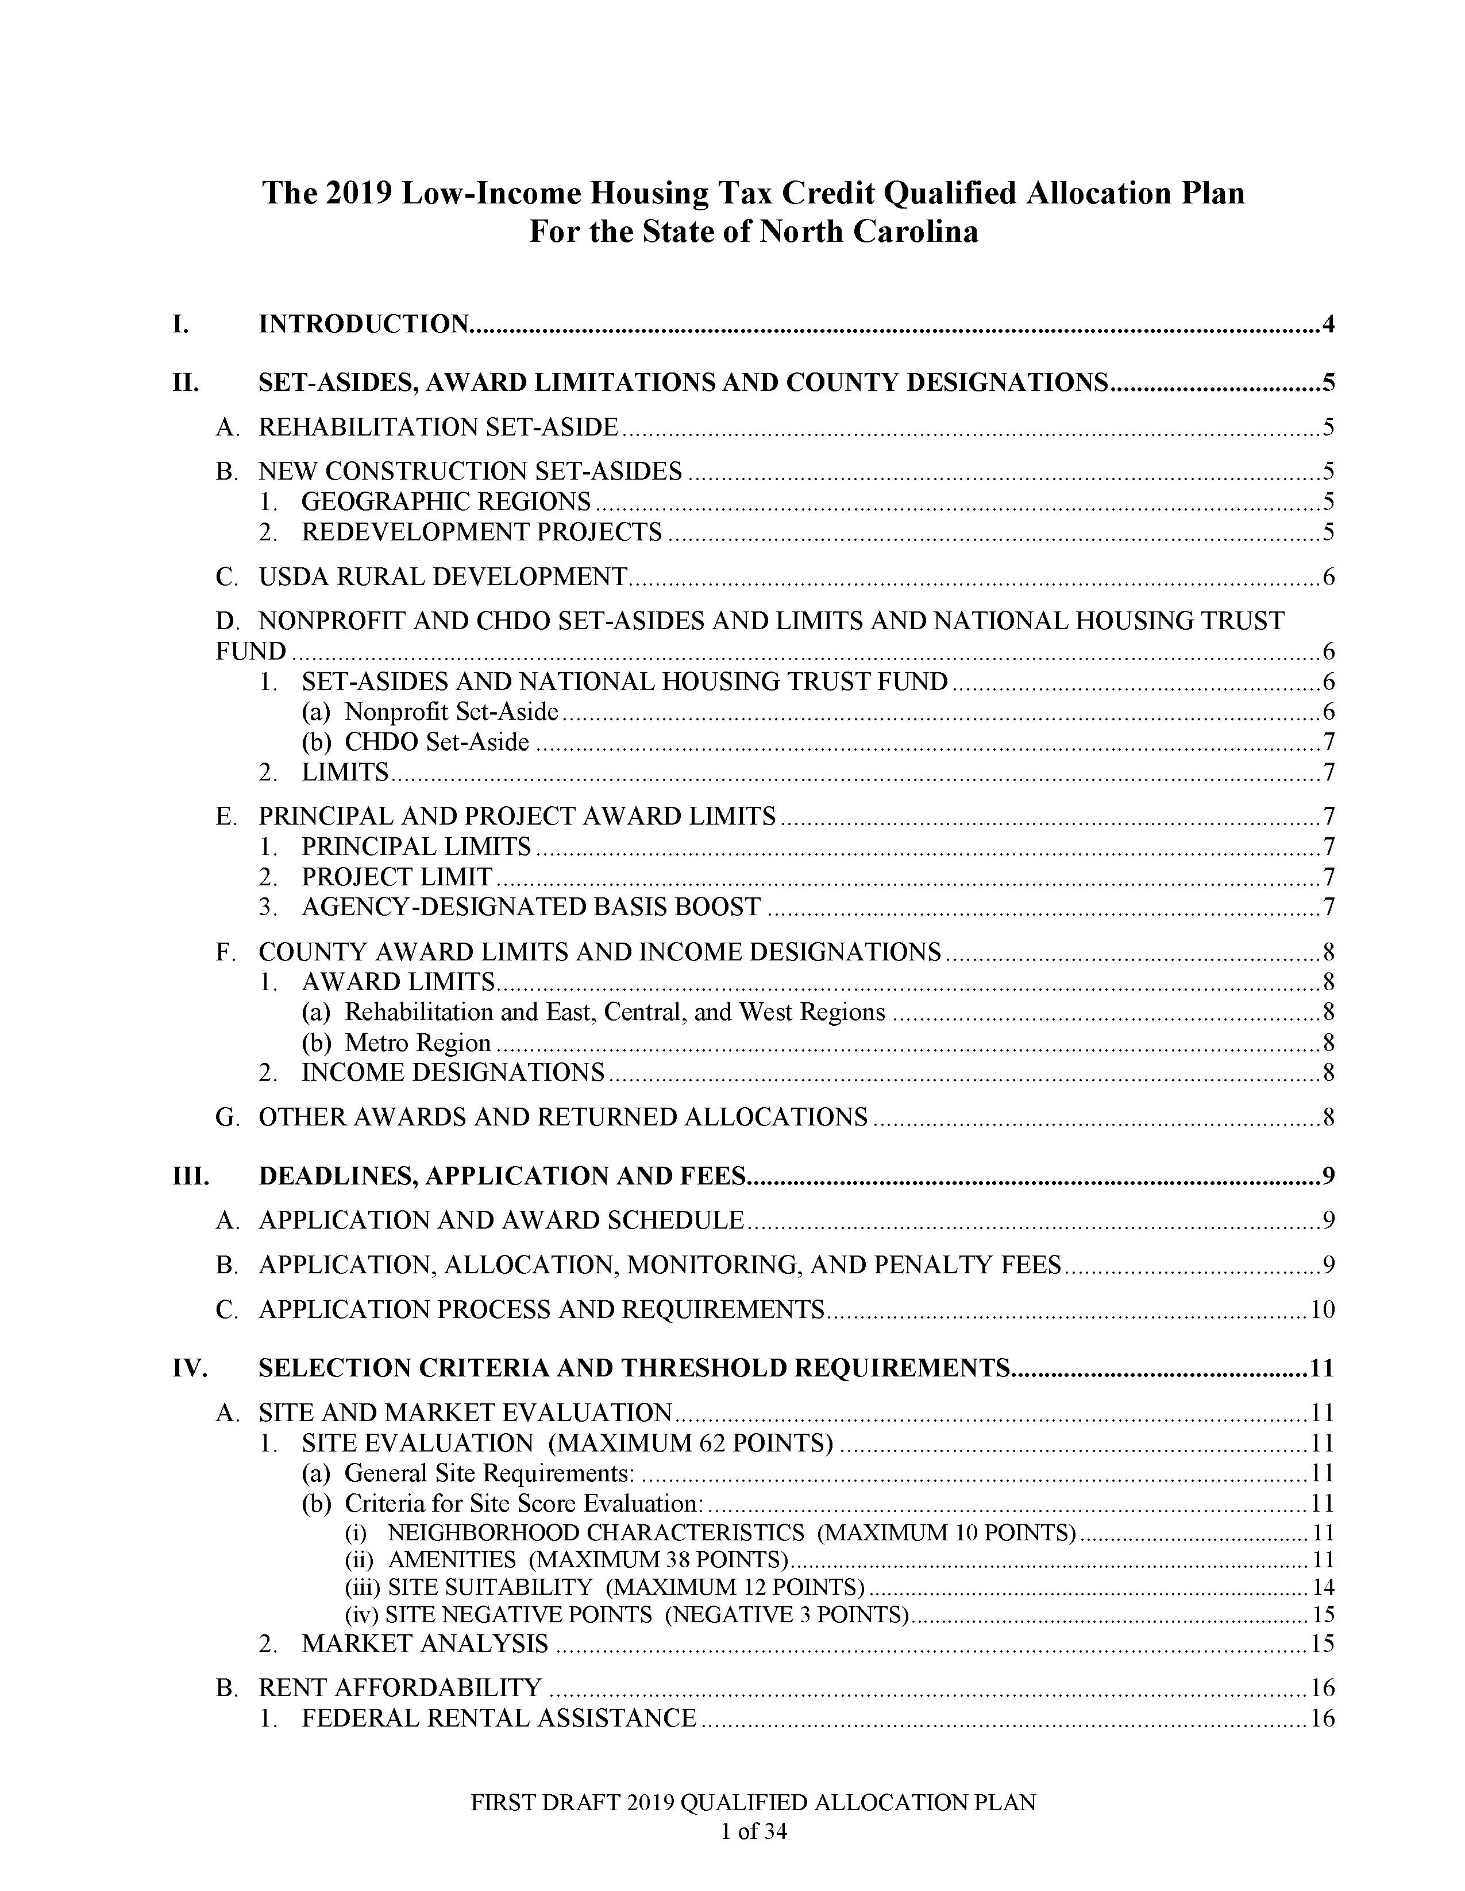 The 2019 Low-Income Housing Tax Credit Qualified Allocation Plan
For the State of North Carolina
I. INTRODUCTION....................4
II. SET-ASIDES, AWARD LIMITATIONS AND COUNTY DESIGNATIONS....................5
A. REHABILITATION SET-ASIDE....................5
B. NEW CONSTRUCTION SET-ASIDES....................5
1. GEOGRAPHIC REGIONS....................5
2. REDEVELOPMENT PROJECTS....................5
C. USDA RURAL DEVELOPMENT....................6
D. NONPROFIT AND CHDO SET-ASIDES AND LIMITS AND NATIONAL HOUSING TRUST
FUND....................6
1. SET-ASIDES AND NATIONAL HOUSING TRUST FUND....................6
(a) Nonprofit Set-Aside....................6
(b) CHDO Set-Aside....................7
2. LIMITS....................7
E. PRINCIPAL AND PROJECT AWARD LIMITS....................7
1. PRINCIPAL LIMITS....................7
2. PROJECT LIMIT....................7
3. AGENCY-DESIGNATED BASIS BOOST....................7
F. COUNTY AWARD LIMITS AND INCOME DESIGNATIONS....................8
1. AWARD LIMITS....................8
(a) Rehabilitation and East, Central, and West Regions....................8
(b) Metro Region....................8
2. INCOME DESIGNATIONS....................8
G. OTHER AWARDS AND RETURNED ALLOCATIONS....................8
III. DEADLINES, APPLICATION AND FEES....................9
A. APPLICATION AND AWARD SCHEDULE....................9
B. APPLICATION, ALLOCATION, MONITORING, AND PENALTY FEES....................9
C. APPLICATION PROCESS AND REQUIREMENTS....................10
IV. SELECTION CRITERIA AND THRESHOLD REQUIREMENTS....................11
A. SITE AND MARKET EVALUATION....................11
1. SITE EVALUATION (MAXIMUM 62 POINTS)....................11
(a) General Site Requirements:....................11
(b) Criteria for Site Score Evaluation:....................11
(i) NEIGHBORHOOD CHARACTERISTICS (MAXIMUM 10 POINTS)....................11
(ii) AMENITIES (MAXIMUM 38 POINTS)....................11
(iii) SITE SUITABILITY (MAXIMUM 12 POINTS)....................14
(iv) SITE NEGATIVE POINTS (NEGATIVE 3 POINTS)....................15
2. MARKET ANALYSIS....................15
B. RENT AFFORDABILITY....................16
1. FEDERAL RENTAL ASSISTANCE....................16
FIRST DRAFT 2019 QUALIFIED ALLOCATION PLAN
1 of 34